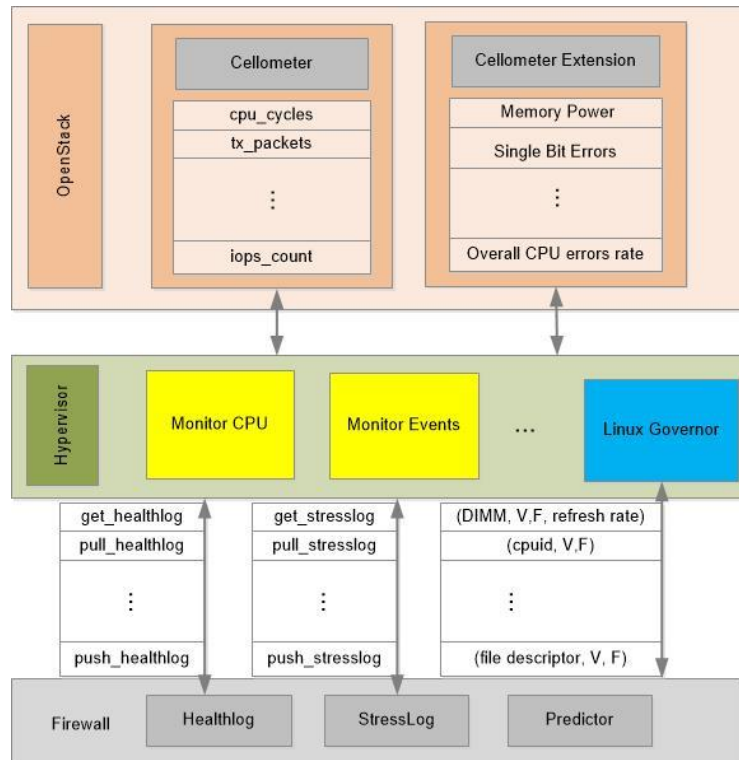 OpenStack
Cellometer
cpu_cycles
tx_packets
⋮
iops_count
Cellometer Extension
Memory Power
Single Bit Errors
⋮
Overall CPU errors rate
Hypervisor
Monitor CPU
Monitor Events
...
Linux Governor
get_healthlog
pull_healthlog
⋮
push_healthlog
get_stresslog
pull_stresslog
⋮
push_stresslog
(DIMM, V,F, refresh rate)
(cpuid, V,F)
⋮
(file descriptor, V, F)
Firewall
Healthlog
StressLog
Predictor